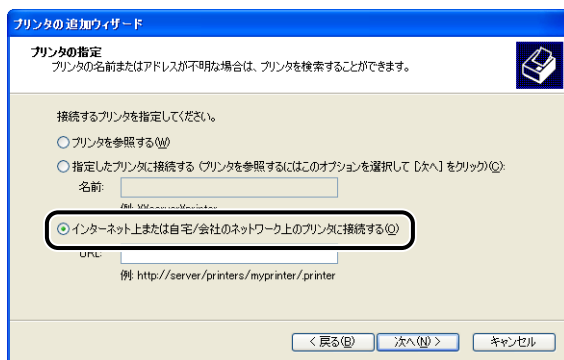 プリンタの追加ウィザード
プリンタの指定
プリンタの名前またはアドレスが不明な場合は、プリンタを検索することができます。
接続するプリンタを指定してください。
プリンタを参照する(W)
指定したプリンタに接続する (プリンタを参照するにはこのオプションを選択して [次へ] をクリック)(C):
名前:
例: ¥¥server¥printer
インターネット上または自宅/会社のネットワーク上のプリンタに接続する(O)
URL:
例: http://server/printers/myprinter/.printer
< 戻る(B) 次へ(N) > キャンセル